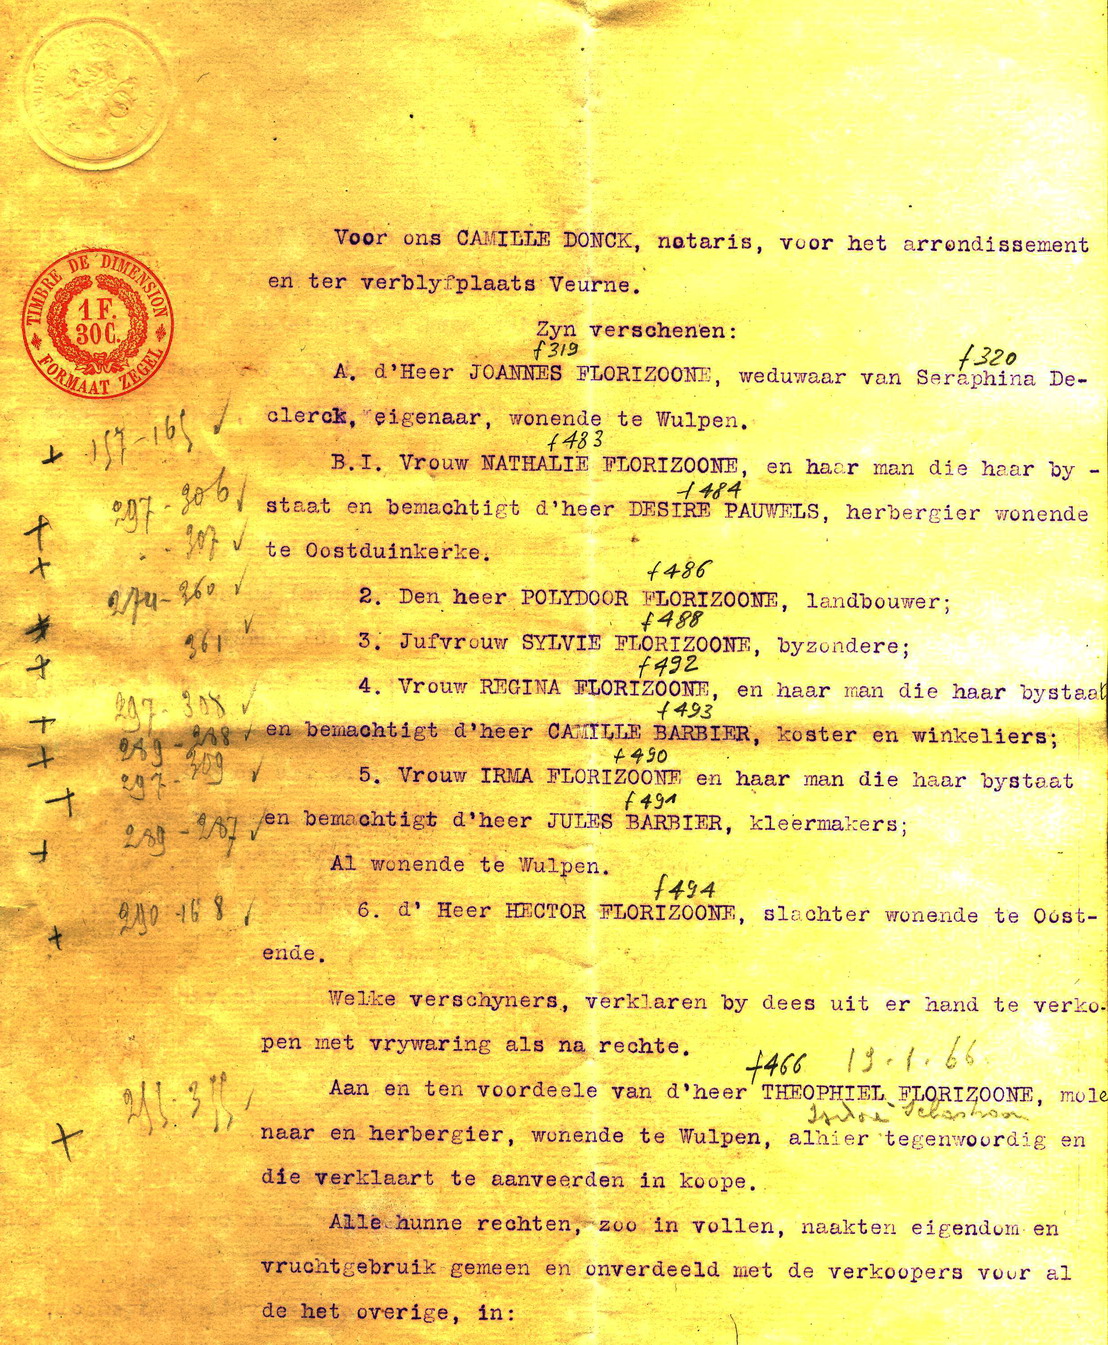 Voor ons CAMILLE DONCK, notaris, voor het arrondissement
en ter verblyfplaats Veurne.
TIMBRE DE DIMENSION
1 F.
30 C.
FORMAAT ZEGEL
Zyn verschenen:
f319 f320
A. d'Heer JOANNES FLORIZOONE, weduwaar van Seraphina De-
clerck, eigenaar, wonende te Wulpen.
157-165
f483
B.I. Vrouw NATHALIE FLORIZOONE, en haar man die haar by -
f484
297-306
staat en bemachtigt d'heer DESIRE PAUWELS, herbergier wonende
307
te Oostduinkerke.
f486
274-360
2. Den heer POLYDOOR FLORIZOONE, landbouwer;
f488
361
3. Jufvrouw SYLVIE FLORIZOONE, byzondere;
f492
4. Vrouw REGINA FLORIZOONE, en haar man die haar bystaat
297-308
f493
en bemachtigt d'heer CAMILLE BARBIER, koster en winkeliers;
289-288
f490
297-309
5. Vrouw IRMA FLORIZOONE en haar man die haar bystaat
f491
289-287
en bemachtigt d'heer JULES BARBIER, kleermakers;
Al wonende te Wulpen.
f494
290-168
6. d' Heer HECTOR FLORIZOONE, slachter wonende te Oost-
ende.
Welke verschyners, verklaren by dees uit er hand te verko-
pen met vrywaring als na rechte.
f466 19.1.66
Aan en ten voordeele van d'heer THEOPHIEL FLORIZOONE, mole
Isidoe Sebastiaan
naar en herbergier, wonende te Wulpen, alhier tegenwoordig en
die verklaart te aanveerden in koope.
Alle hunne rechten, zoo in vollen, naakten eigendom en
vruchtgebruik gemeen en onverdeeld met de verkoopers voor al
de het overige, in: